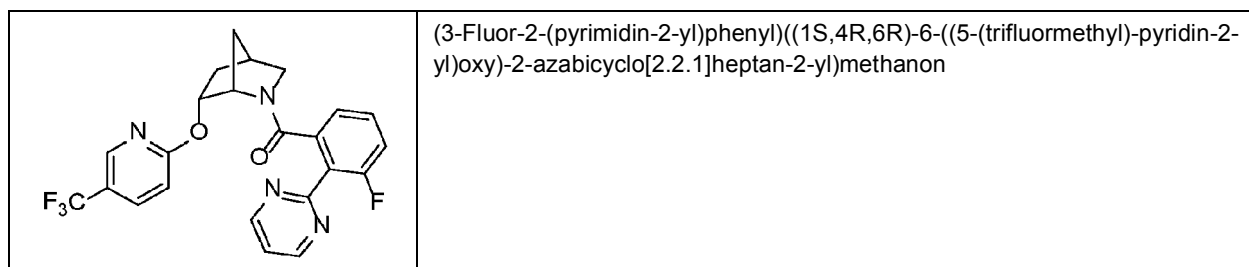 (3-Fluor-2-(pyrimidin-2-yl)phenyl)((1S,4R,6R)-6-((5-(trifluormethyl)-pyridin-2-
yl)oxy)-2-azabicyclo[2.2.1]heptan-2-yl)methanon
N
N
O
O
F
F₃C
N
N